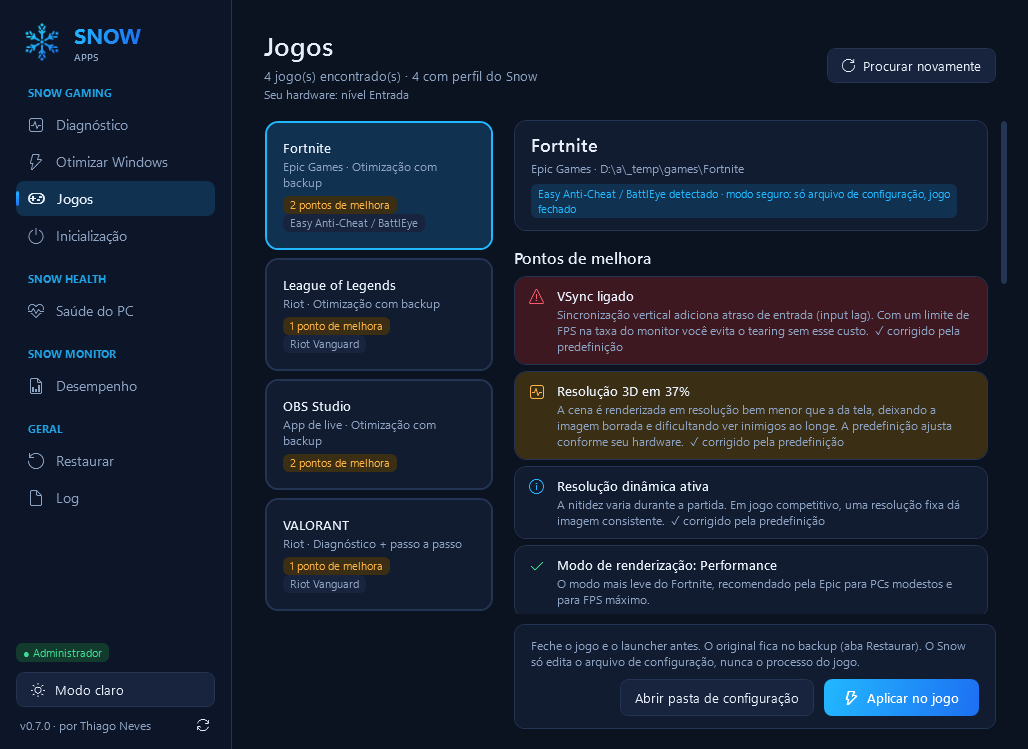 SNOW
APPS
SNOW GAMING
Diagnóstico
Otimizar Windows
Jogos
Inicialização
SNOW HEALTH
Saúde do PC
SNOW MONITOR
Desempenho
GERAL
Restaurar
Log
Administrador
Modo claro
v0.7.0 · por Thiago Neves
Jogos
4 jogo(s) encontrado(s) · 4 com perfil do Snow
Seu hardware: nível Entrada
Procurar novamente
Fortnite
Epic Games · Otimização com
backup
2 pontos de melhora
Easy Anti-Cheat / BattlEye
League of Legends
Riot · Otimização com backup
1 ponto de melhora
Riot Vanguard
OBS Studio
App de live · Otimização com
backup
2 pontos de melhora
VALORANT
Riot · Diagnóstico + passo a passo
1 ponto de melhora
Riot Vanguard
Fortnite
Epic Games · D:\a\_temp\games\Fortnite
Easy Anti-Cheat / BattlEye detectado · modo seguro: só arquivo de configuração, jogo
fechado
Pontos de melhora
VSync ligado
Sincronização vertical adiciona atraso de entrada (input lag). Com um limite de
FPS na taxa do monitor você evita o tearing sem esse custo. ✓ corrigido pela
predefinição
Resolução 3D em 37%
A cena é renderizada em resolução bem menor que a da tela, deixando a
imagem borrada e dificultando ver inimigos ao longe. A predefinição ajusta
conforme seu hardware. ✓ corrigido pela predefinição
Resolução dinâmica ativa
A nitidez varia durante a partida. Em jogo competitivo, uma resolução fixa dá
imagem consistente. ✓ corrigido pela predefinição
Modo de renderização: Performance
O modo mais leve do Fortnite, recomendado pela Epic para PCs modestos e
para FPS máximo.
Feche o jogo e o launcher antes. O original fica no backup (aba Restaurar). O Snow
só edita o arquivo de configuração, nunca o processo do jogo.
Abrir pasta de configuração
Aplicar no jogo